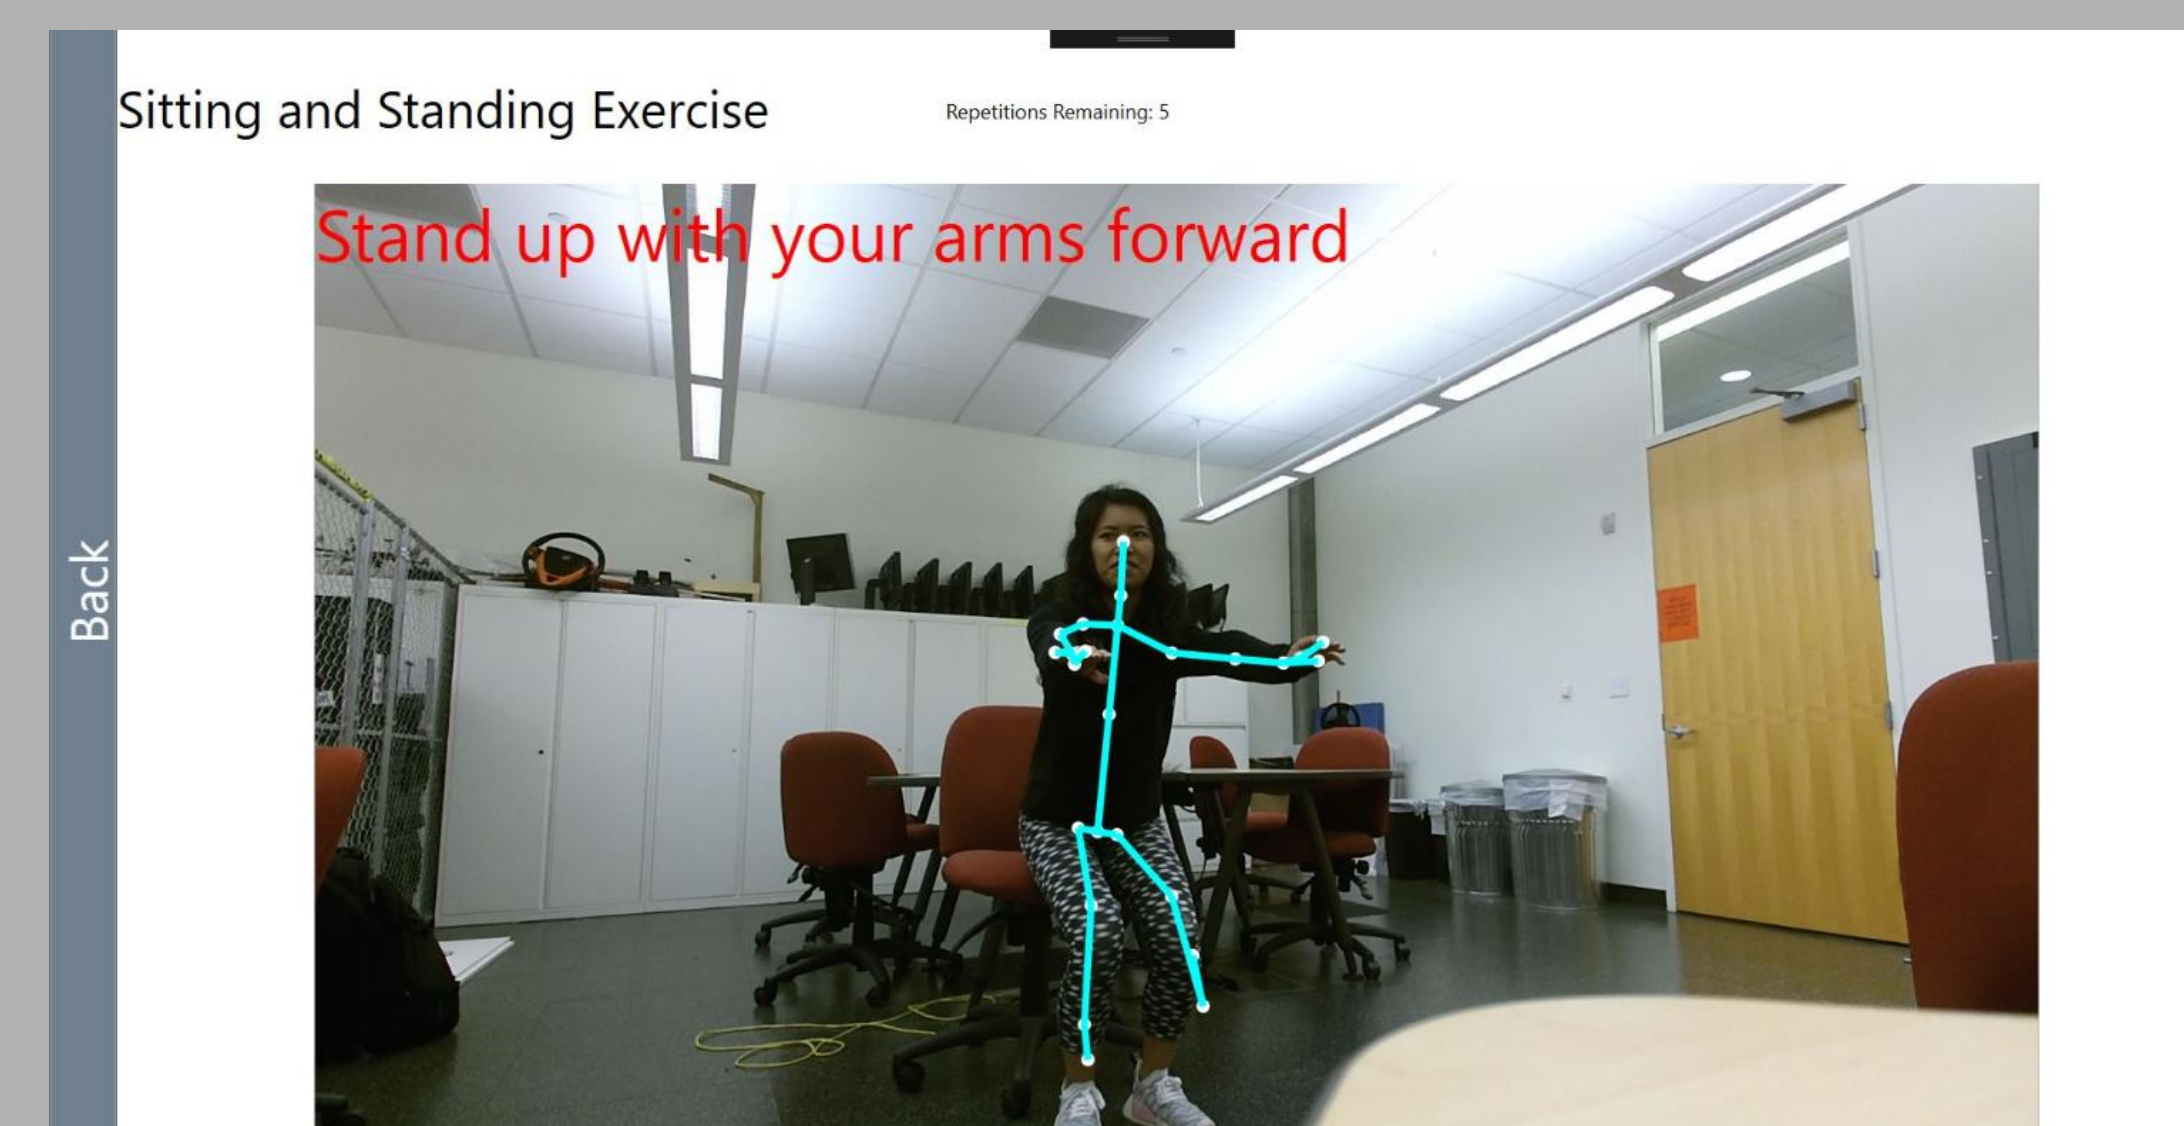 Sitting and Standing Exercise
Repetitions Remaining: 5
Stand up with your arms forward
Back